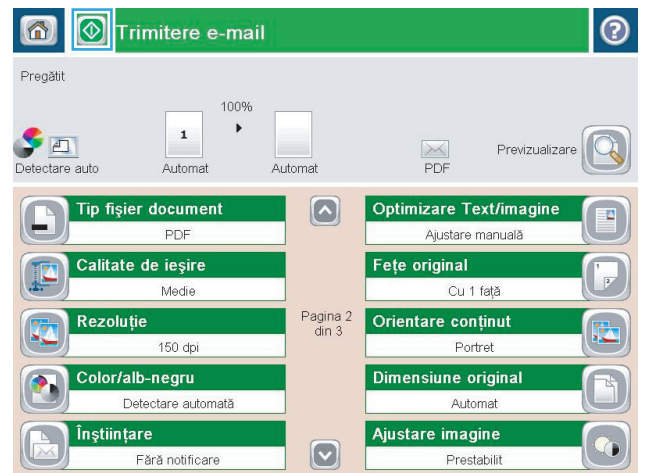 Trimitere e-mail
Pregătit
100%
1
Detectare auto
Automat
Automat
PDF
Previzualizare
Tip fişier document
PDF
Optimizare Text/imagine
Ajustare manuală
Calitate de ieşire
Medie
Feţe original
Cu 1 faţă
Rezoluţie
150 dpi
Pagina 2
din 3
Orientare conţinut
Portret
Color/alb-negru
Detectare automată
Dimensiune original
Automat
Înştiinţare
Fără notificare
Ajustare imagine
Prestabilit